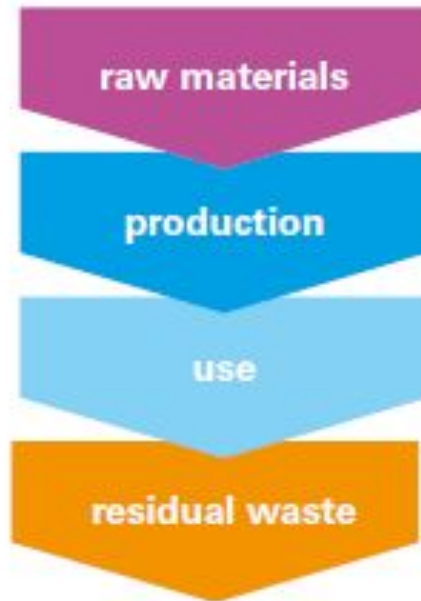 raw materials
production
use
residual waste